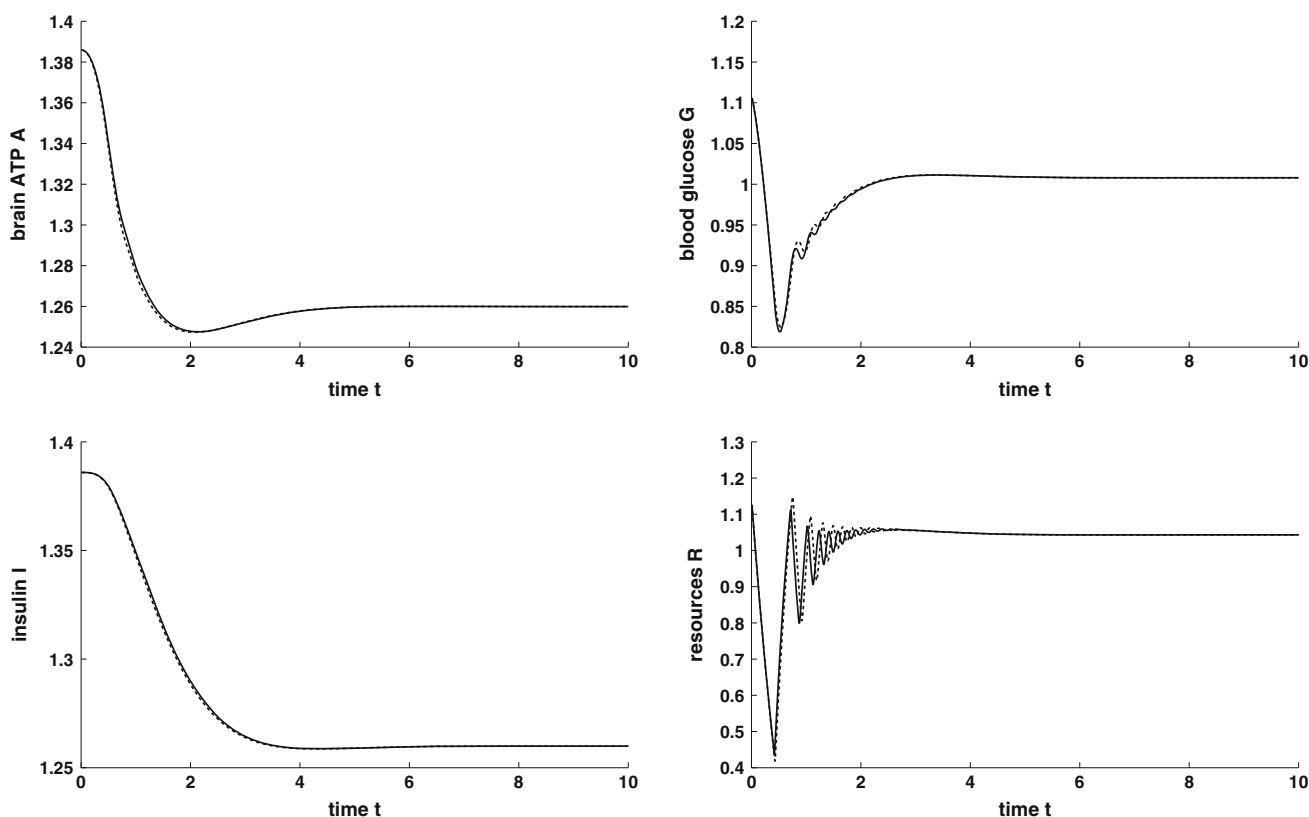 1.4
1.38
1.36
1.34
1.32
1.3
1.28
1.26
1.24
brain ATP A
0 2 4 6 8 10
time t
1.2
1.15
1.1
1.05
1
0.95
0.9
0.85
0.8
blood glucose G
0 2 4 6 8 10
time t
1.4
1.35
1.3
1.25
insulin I
0 2 4 6 8 10
time t
1.3
1.2
1.1
1
0.9
0.8
0.7
0.6
0.5
0.4
resources R
0 2 4 6 8 10
time t